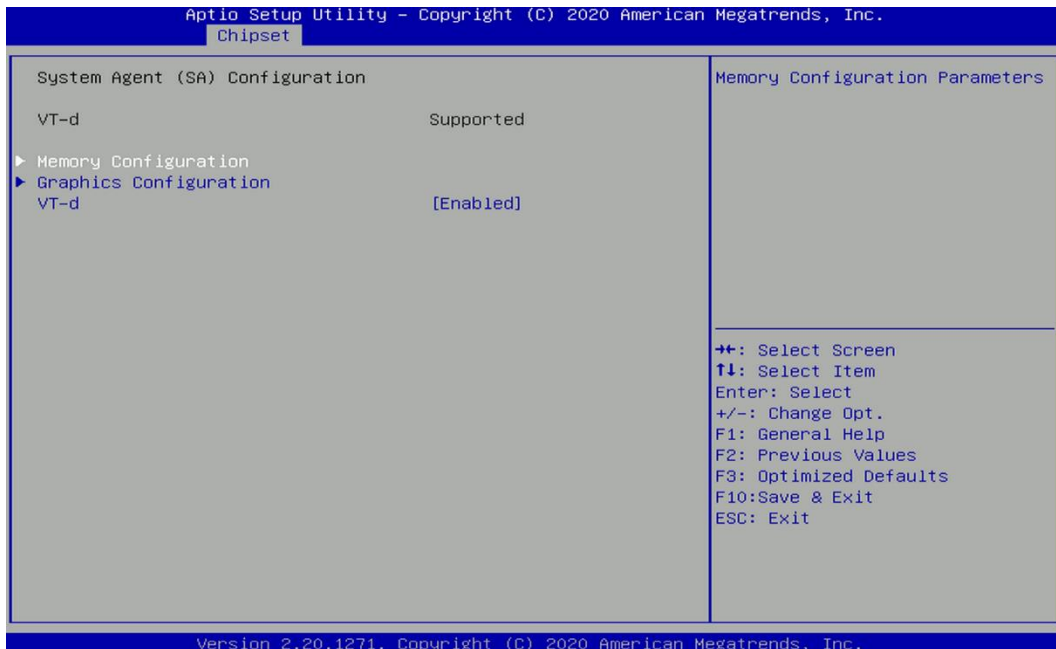 Aptio Setup Utility – Copyright (C) 2020 American Megatrends, Inc.
Chipset
System Agent (SA) Configuration
VT-d Supported
► Memory Configuration
► Graphics Configuration
VT-d [Enabled]
Memory Configuration Parameters
→←: Select Screen
↑↓: Select Item
Enter: Select
+/-: Change Opt.
F1: General Help
F2: Previous Values
F3: Optimized Defaults
F10:Save & Exit
ESC: Exit
Version 2.20.1271. Copyright (C) 2020 American Megatrends, Inc.